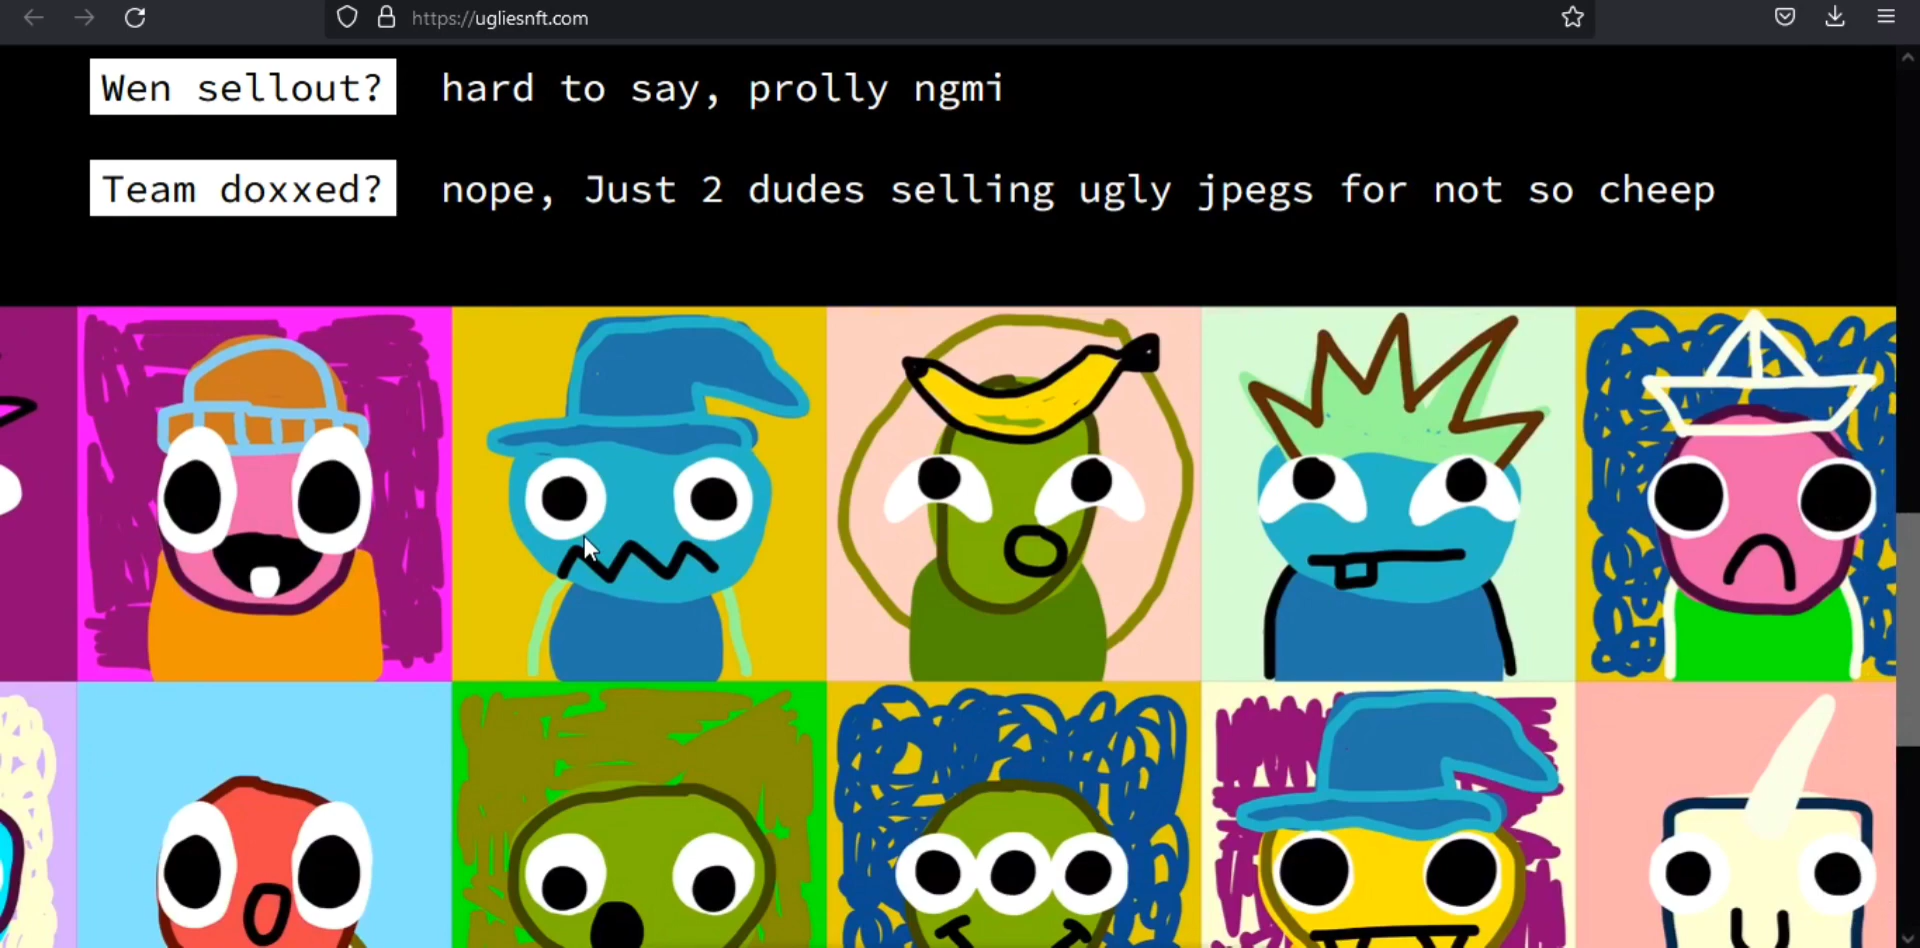 https://ugliesnft.com
Wen sellout? hard to say, prolly ngmi
Team doxxed? nope, Just 2 dudes selling ugly jpegs for not so cheep